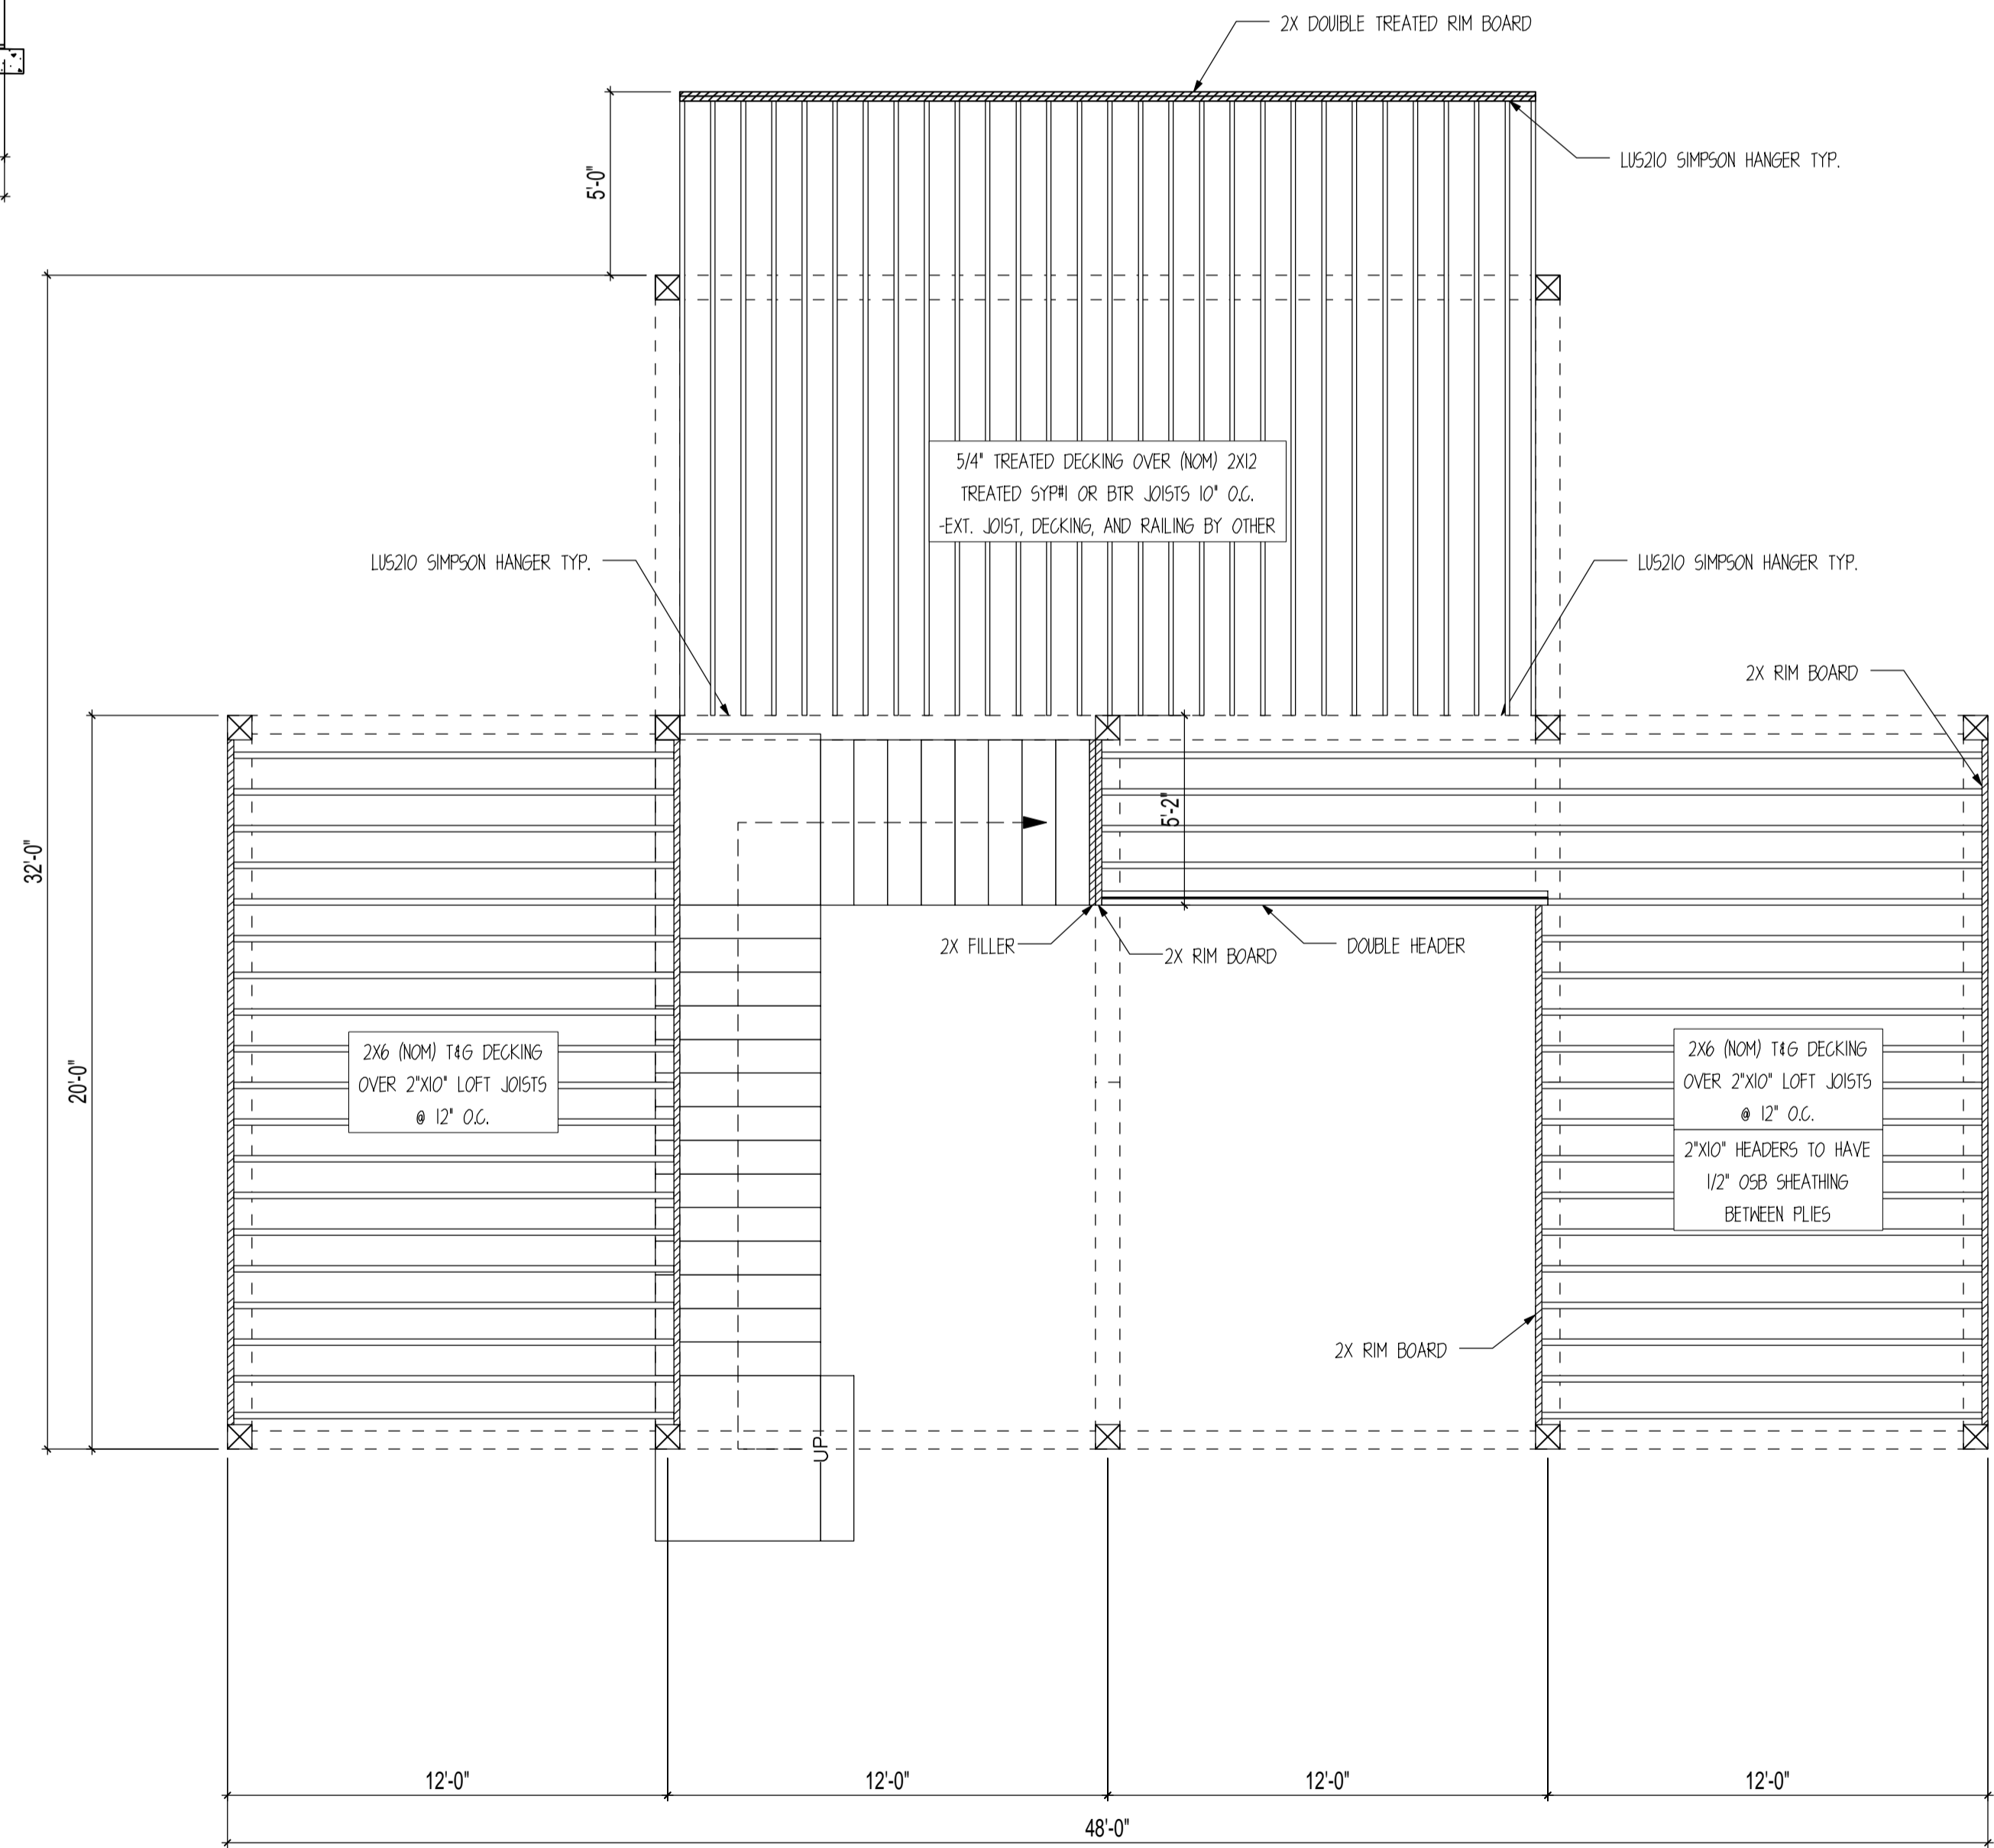 2X DOUIBLE TREATED RIM BOARD
LUS210 SIMPSON HANGER TYP.
5'-0"
5/4" TREATED DECKING OVER (NOM) 2X12
TREATED SYP#1 OR BTR JOISTS 10" O.C.
-EXT. JOIST, DECKING, AND RAILING BY OTHER
LUS210 SIMPSON HANGER TYP.
LUS210 SIMPSON HANGER TYP.
2X RIM BOARD
5'-2"
32'-0"
20'-0"
2X FILLER
2X RIM BOARD
DOUBLE HEADER
2X6 (NOM) T&G DECKING
OVER 2"X10" LOFT JOISTS
@ 12" O.C.
2X6 (NOM) T&G DECKING
OVER 2"X10" LOFT JOISTS
@ 12" O.C.
2"X10" HEADERS TO HAVE
1/2" OSB SHEATHING
BETWEEN PLIES
2X RIM BOARD
UP
12'-0"
12'-0"
12'-0"
12'-0"
48'-0"